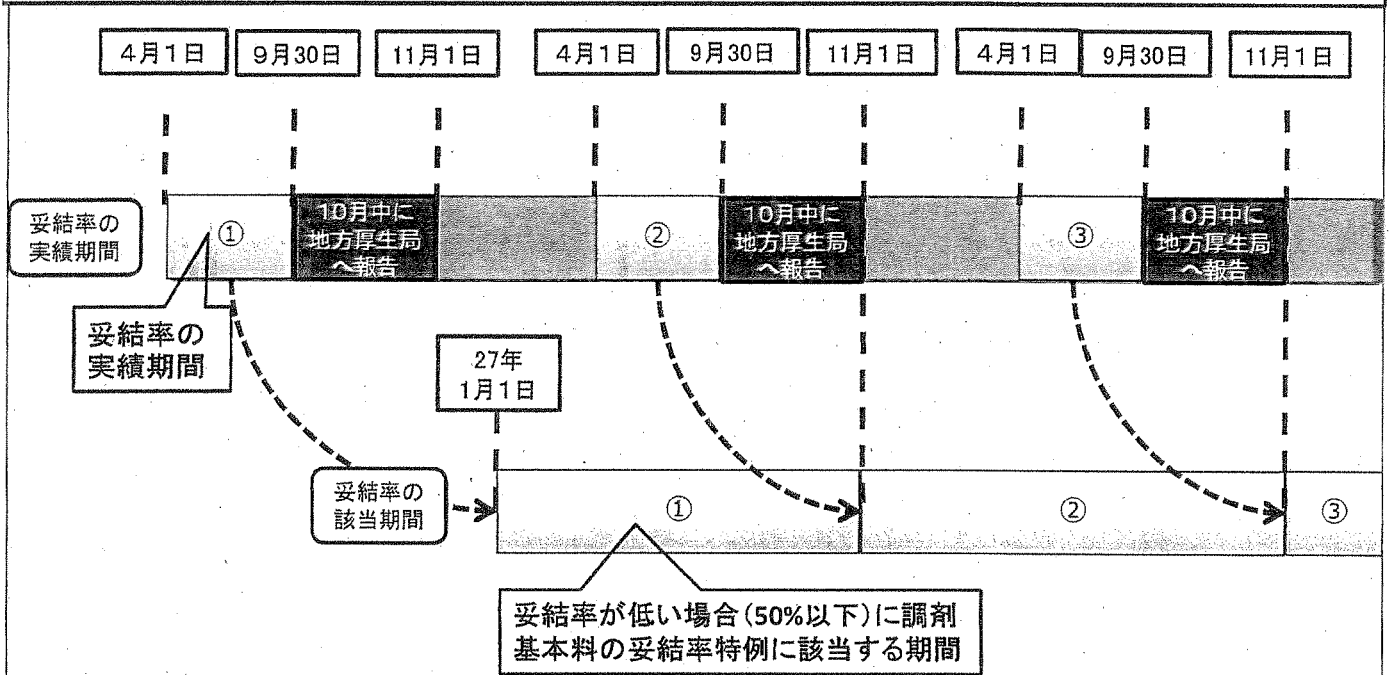 4月1日
9月30日
11月1日
4月1日
9月30日
11月1日
4月1日
9月30日
11月1日
妥結率の
実績期間
①
10月中に
地方厚生局
へ報告
②
10月中に
地方厚生局
へ報告
③
10月中に
地方厚生局
へ報告
妥結率の
実績期間
27年
1月1日
妥結率の
該当期間
①
②
③
妥結率が低い場合(50%以下)に調剤
基本料の妥結率特例に該当する期間